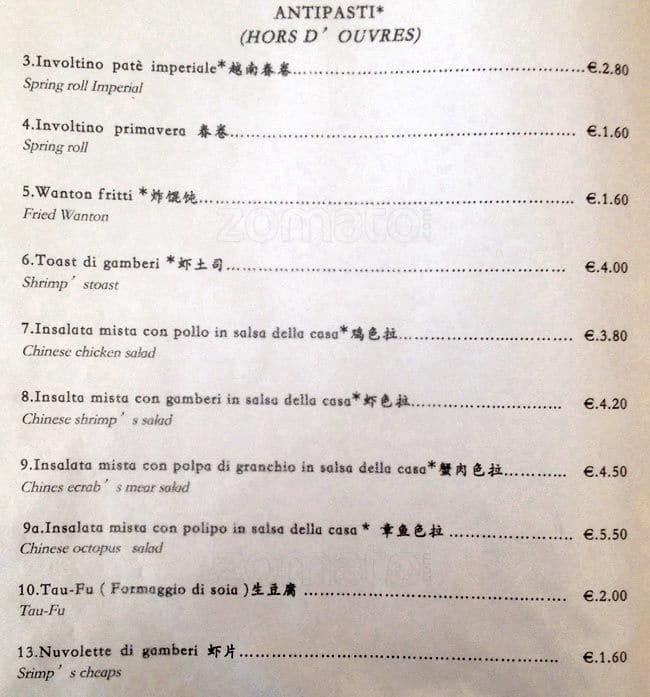 ANTIPASTI*
(HORS D' OUVRES)
3.Involtino patè imperiale*越南春卷........................................€.2.80
Spring roll Imperial
4.Involtino primavera 春卷........................................................€.1.60
Spring roll
5.Wanton fritti *炸馄饨............................................................€.1.60
Fried Wanton
zomato.com
6.Toast di gamberi *虾土司........................................................€.4.00
Shrimp' stoast
7.Insalata mista con pollo in salsa della casa*鸡色拉............................€.3.80
Chinese chicken salad
8.Insalta mista con gamberi in salsa della casa*虾色拉........................€.4.20
Chinese shrimp' s salad
9.Insalata mista con polpa di granchio in salsa della casa*蟹肉色拉...........€.4.50
Chines ecrab' s mear salad
9a.Insalata mista con polipo in salsa della casa * 章鱼色拉 ..................€.5.50
Chinese octopus salad
10.Tau-Fu ( Formaggio di soia )生豆腐 ..........................................€.2.00
Tau-Fu
13.Nuvolette di gamberi 虾片......................................................€.1.60
Srimp' s cheaps